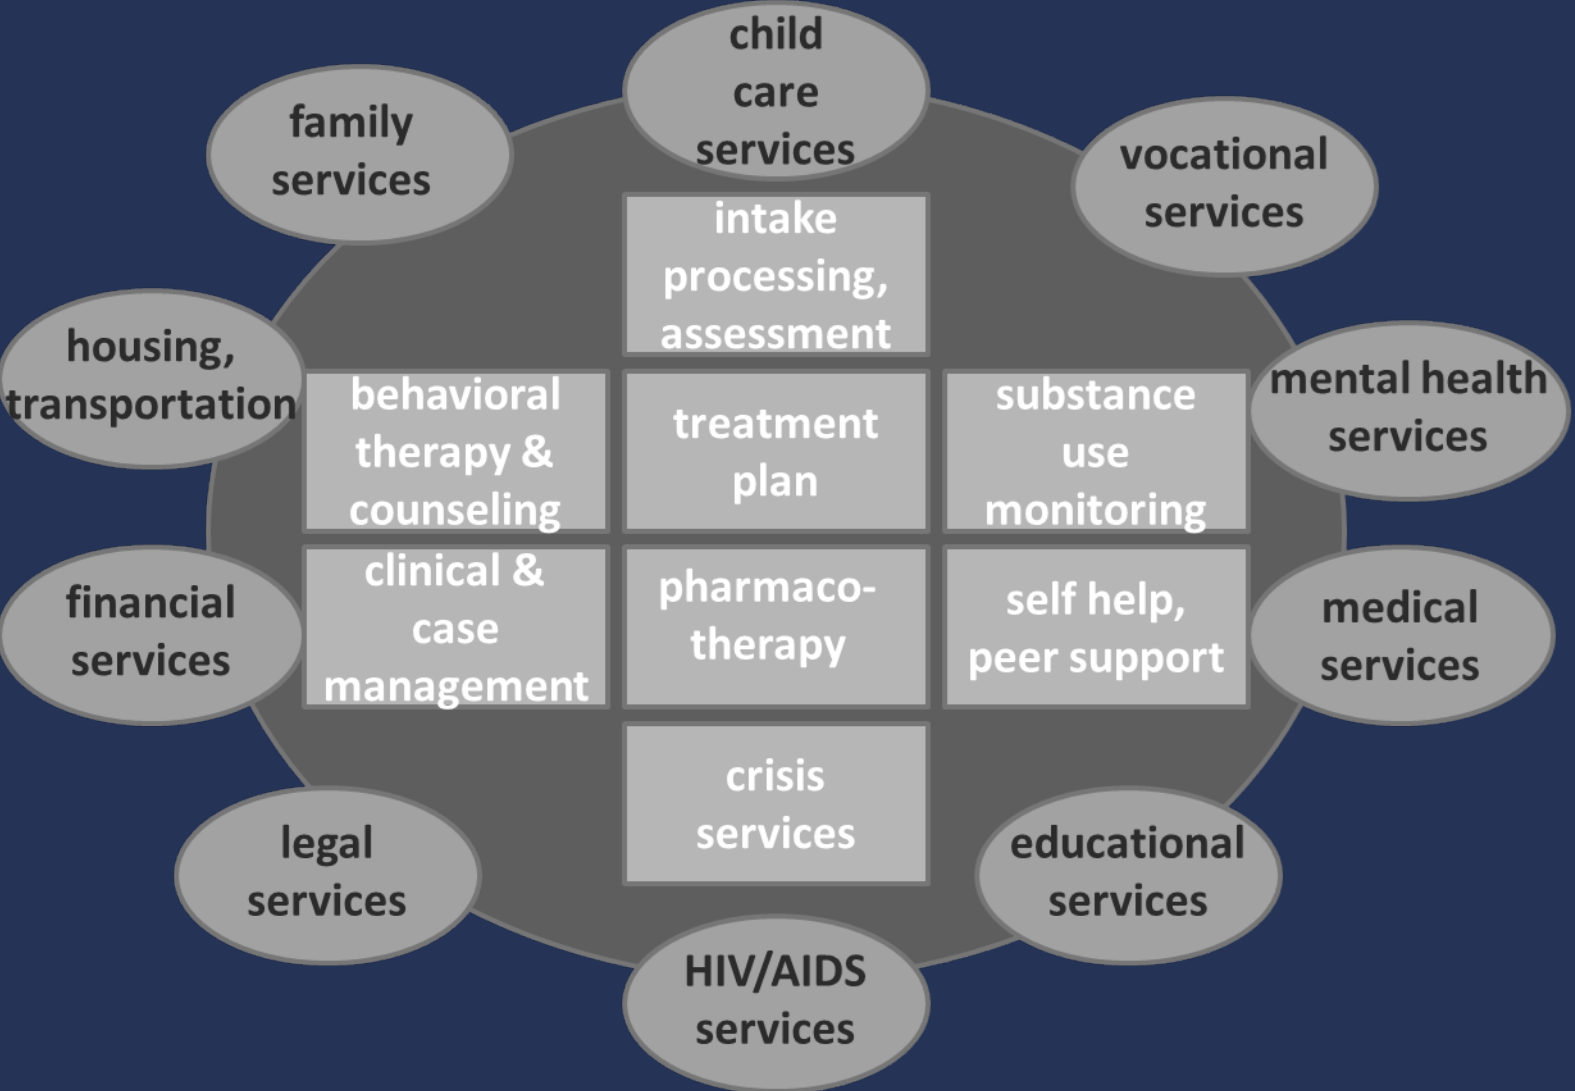 child
care
services
family
services
vocational
services
intake
processing,
assessment
housing,
transportation
behavioral
therapy &
counseling
treatment
plan
substance
use
monitoring
mental health
services
financial
services
clinical &
case
management
pharmaco-
therapy
self help,
peer support
medical
services
crisis
services
legal
services
educational
services
HIV/AIDS
services